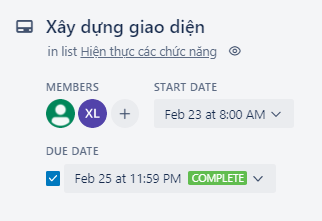 Xây dựng giao diện
in list Hiện thực các chức năng
MEMBERS
START DATE
XL
Feb 23 at 8:00 AM
DUE DATE
Feb 25 at 11:59 PM COMPLETE